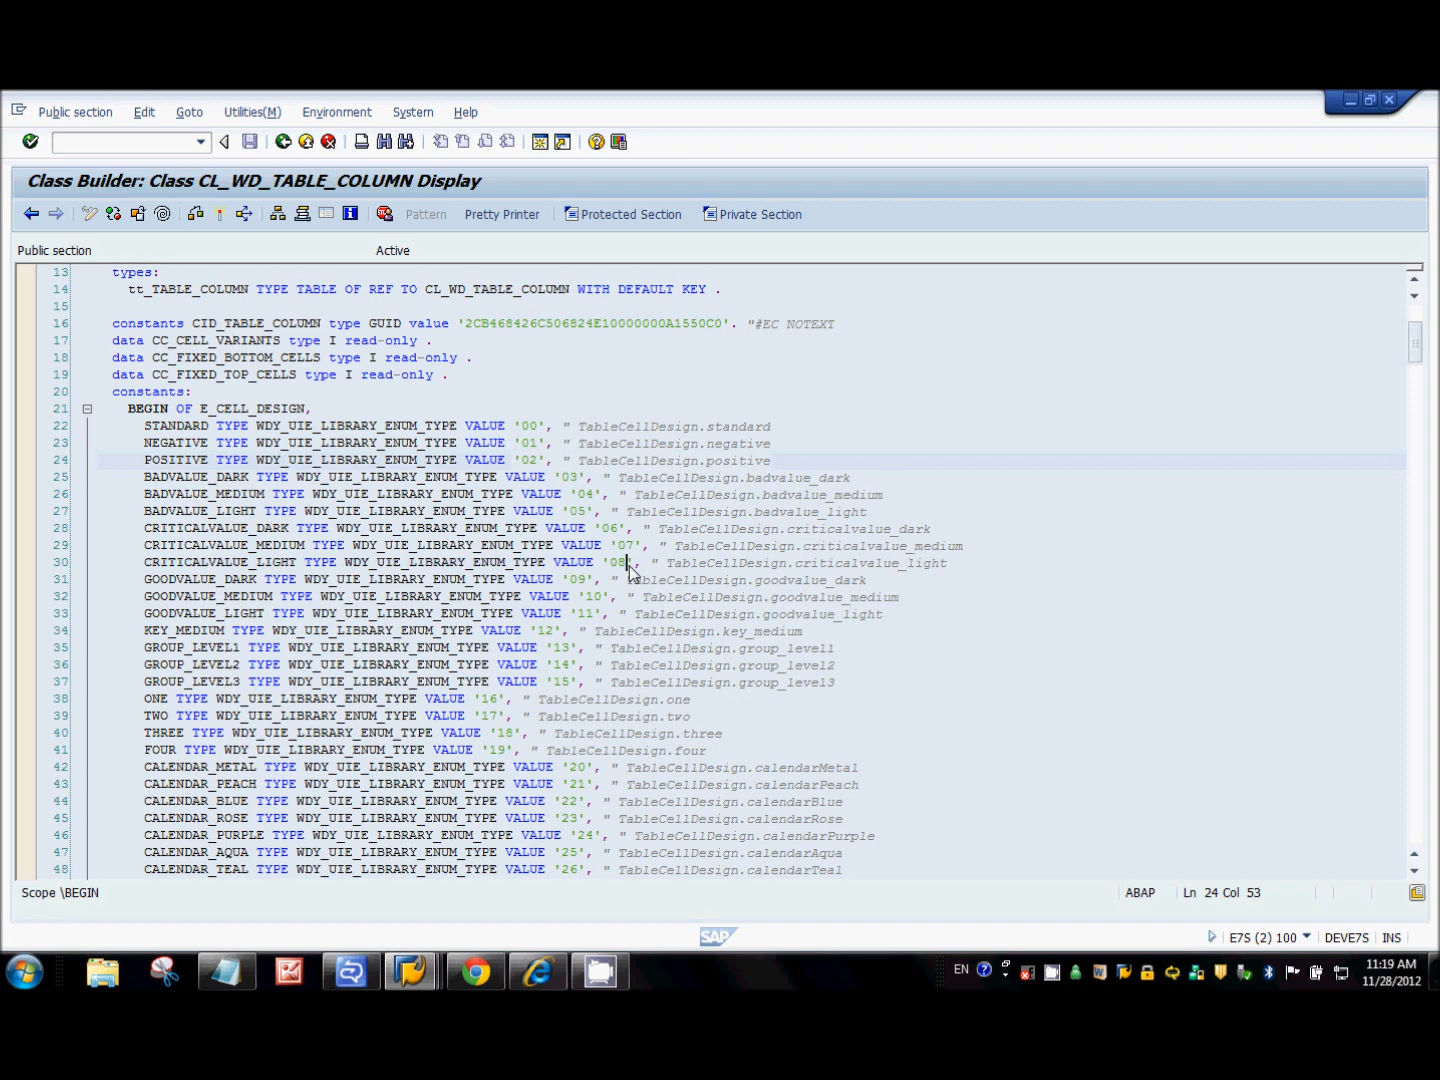 Public section Edit Goto Utilities(M) Environment System Help
Class Builder: Class CL_WD_TABLE_COLUMN Display
Pattern Pretty Printer Protected Section Private Section
Public section Active
13 types:
14 tt_TABLE_COLUMN TYPE TABLE OF REF TO CL_WD_TABLE_COLUMN WITH DEFAULT KEY .
15
16 constants CID_TABLE_COLUMN type GUID value '2CB468426C506824E10000000A1550C0'. "#EC NOTEXT
17 data CC_CELL_VARIANTS type I read-only .
18 data CC_FIXED_BOTTOM_CELLS type I read-only .
19 data CC_FIXED_TOP_CELLS type I read-only .
20 constants:
21 BEGIN OF E_CELL_DESIGN,
22 STANDARD TYPE WDY_UIE_LIBRARY_ENUM_TYPE VALUE '00', " TableCellDesign.standard
23 NEGATIVE TYPE WDY_UIE_LIBRARY_ENUM_TYPE VALUE '01', " TableCellDesign.negative
24 POSITIVE TYPE WDY_UIE_LIBRARY_ENUM_TYPE VALUE '02', " TableCellDesign.positive
25 BADVALUE_DARK TYPE WDY_UIE_LIBRARY_ENUM_TYPE VALUE '03', " TableCellDesign.badvalue_dark
26 BADVALUE_MEDIUM TYPE WDY_UIE_LIBRARY_ENUM_TYPE VALUE '04', " TableCellDesign.badvalue_medium
27 BADVALUE_LIGHT TYPE WDY_UIE_LIBRARY_ENUM_TYPE VALUE '05', " TableCellDesign.badvalue_light
28 CRITICALVALUE_DARK TYPE WDY_UIE_LIBRARY_ENUM_TYPE VALUE '06', " TableCellDesign.criticalvalue_dark
29 CRITICALVALUE_MEDIUM TYPE WDY_UIE_LIBRARY_ENUM_TYPE VALUE '07', " TableCellDesign.criticalvalue_medium
30 CRITICALVALUE_LIGHT TYPE WDY_UIE_LIBRARY_ENUM_TYPE VALUE '08', " TableCellDesign.criticalvalue_light
31 GOODVALUE_DARK TYPE WDY_UIE_LIBRARY_ENUM_TYPE VALUE '09', " TableCellDesign.goodvalue_dark
32 GOODVALUE_MEDIUM TYPE WDY_UIE_LIBRARY_ENUM_TYPE VALUE '10', " TableCellDesign.goodvalue_medium
33 GOODVALUE_LIGHT TYPE WDY_UIE_LIBRARY_ENUM_TYPE VALUE '11', " TableCellDesign.goodvalue_light
34 KEY_MEDIUM TYPE WDY_UIE_LIBRARY_ENUM_TYPE VALUE '12', " TableCellDesign.key_medium
35 GROUP_LEVEL1 TYPE WDY_UIE_LIBRARY_ENUM_TYPE VALUE '13', " TableCellDesign.group_level1
36 GROUP_LEVEL2 TYPE WDY_UIE_LIBRARY_ENUM_TYPE VALUE '14', " TableCellDesign.group_level2
37 GROUP_LEVEL3 TYPE WDY_UIE_LIBRARY_ENUM_TYPE VALUE '15', " TableCellDesign.group_level3
38 ONE TYPE WDY_UIE_LIBRARY_ENUM_TYPE VALUE '16', " TableCellDesign.one
39 TWO TYPE WDY_UIE_LIBRARY_ENUM_TYPE VALUE '17', " TableCellDesign.two
40 THREE TYPE WDY_UIE_LIBRARY_ENUM_TYPE VALUE '18', " TableCellDesign.three
41 FOUR TYPE WDY_UIE_LIBRARY_ENUM_TYPE VALUE '19', " TableCellDesign.four
42 CALENDAR_METAL TYPE WDY_UIE_LIBRARY_ENUM_TYPE VALUE '20', " TableCellDesign.calendarMetal
43 CALENDAR_PEACH TYPE WDY_UIE_LIBRARY_ENUM_TYPE VALUE '21', " TableCellDesign.calendarPeach
44 CALENDAR_BLUE TYPE WDY_UIE_LIBRARY_ENUM_TYPE VALUE '22', " TableCellDesign.calendarBlue
45 CALENDAR_ROSE TYPE WDY_UIE_LIBRARY_ENUM_TYPE VALUE '23', " TableCellDesign.calendarRose
46 CALENDAR_PURPLE TYPE WDY_UIE_LIBRARY_ENUM_TYPE VALUE '24', " TableCellDesign.calendarPurple
47 CALENDAR_AQUA TYPE WDY_UIE_LIBRARY_ENUM_TYPE VALUE '25', " TableCellDesign.calendarAqua
48 CALENDAR_TEAL TYPE WDY_UIE_LIBRARY_ENUM_TYPE VALUE '26', " TableCellDesign.calendarTeal
Scope \BEGIN ABAP Ln 24 Col 53
SAP E7S (2) 100 DEVE7S INS
EN 11:19 AM
11/28/2012